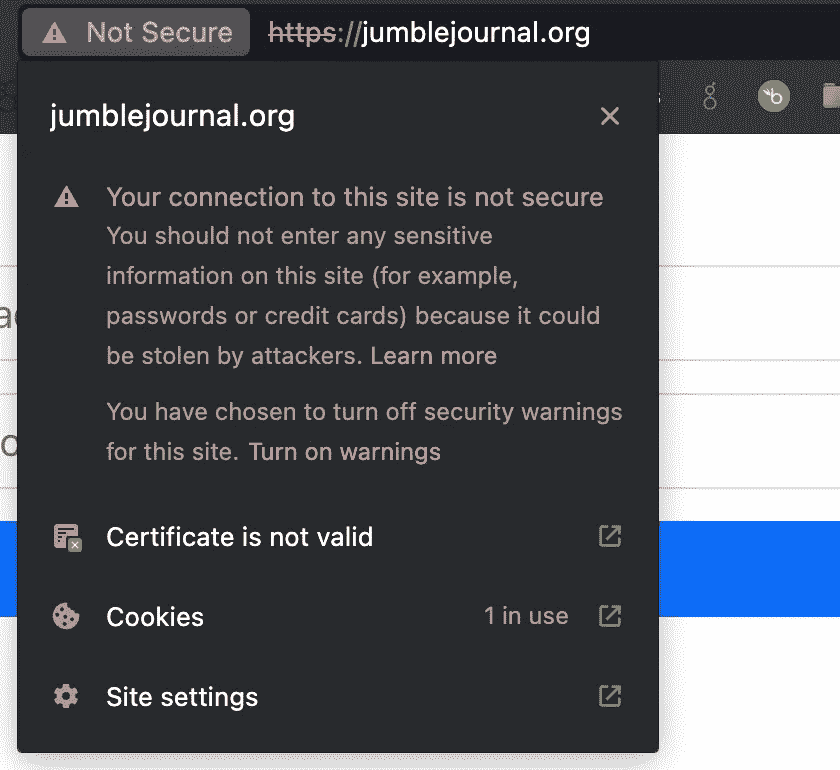 Not Secure https://jumblejournal.org
jumblejournal.org
Your connection to this site is not secure
You should not enter any sensitive
information on this site (for example,
passwords or credit cards) because it could
be stolen by attackers. Learn more
You have chosen to turn off security warnings
for this site. Turn on warnings
Certificate is not valid
Cookies 1 in use
Site settings